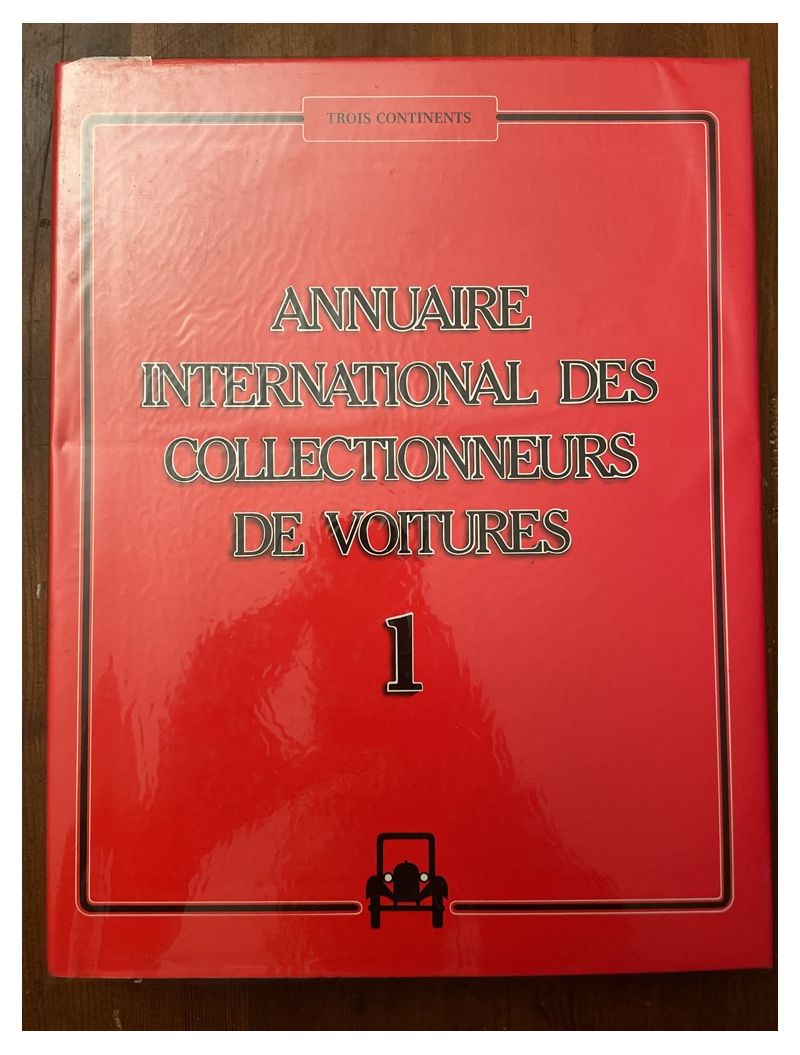 TROIS CONTINENTS
ANNUAIRE
INTERNATIONAL DES
COLLECTIONNEURS
DE VOITURES
1